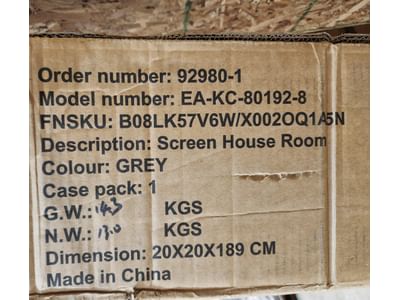 Order number: 92980-1
Model number: EA-KC-80192-8
FNSKU: B08LK57V6W/X002OQ1A5N
Description: Screen House Room
Colour: GREY
Case pack: 1
G.W.: 14.3 KGS
N.W.: 13.0 KGS
Dimension: 20X20X189 CM
Made in China